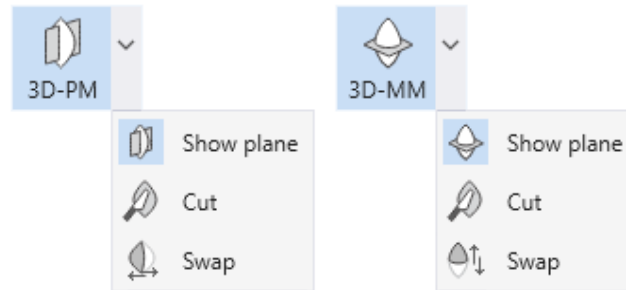 3D-PM
Show plane
Cut
Swap
3D-MM
Show plane
Cut
Swap